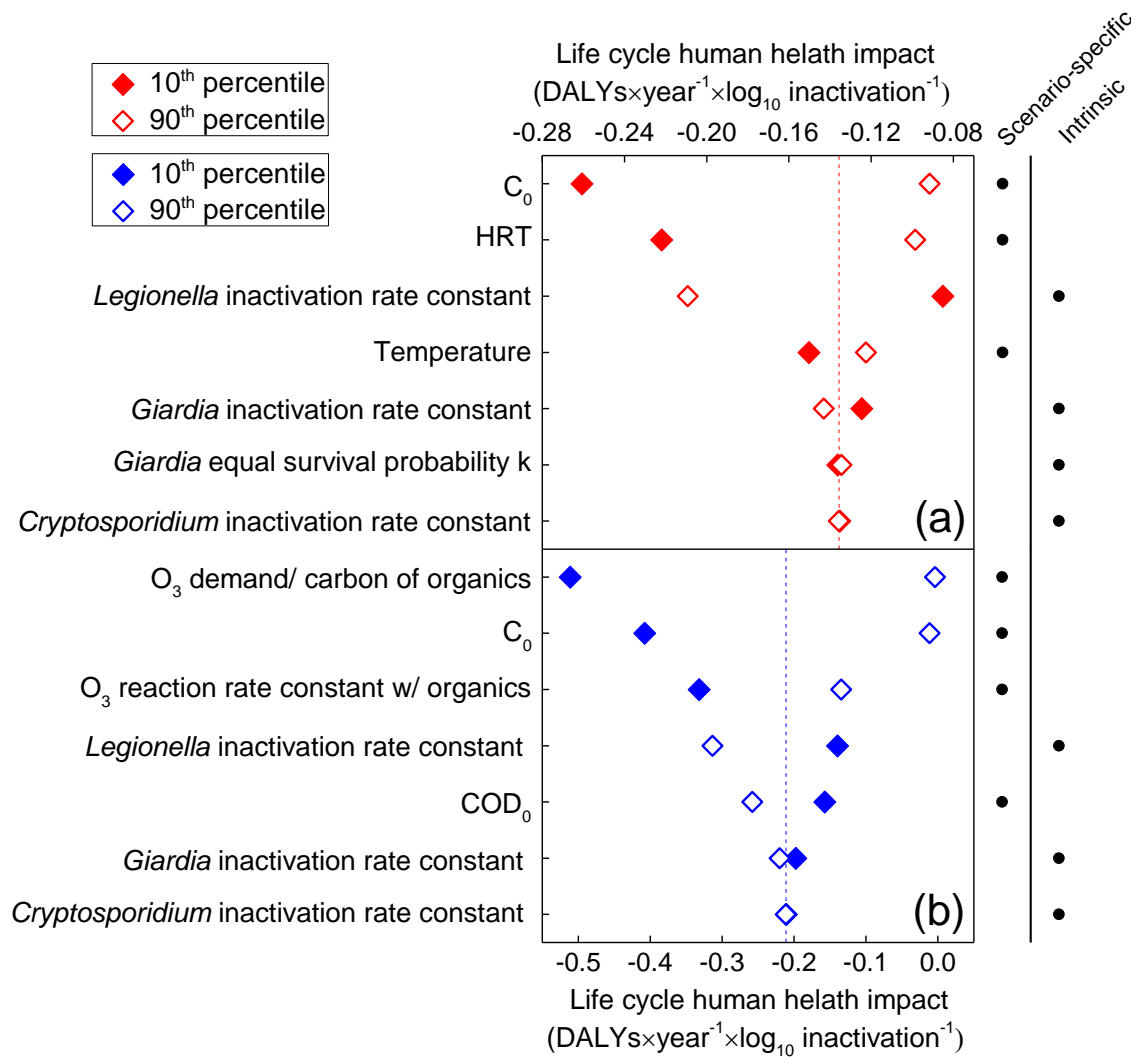 Life cycle human helath impact
(DALYs×year⁻¹×log₁₀ inactivation⁻¹)
10ᵗʰ percentile
90ᵗʰ percentile
10ᵗʰ percentile
90ᵗʰ percentile
Scenario-specific
Intrinsic
-0.28 -0.24 -0.20 -0.16 -0.12 -0.08
C₀
HRT
Legionella inactivation rate constant
Temperature
Giardia inactivation rate constant
Giardia equal survival probability k
Cryptosporidium inactivation rate constant
(a)
O₃ demand/ carbon of organics
C₀
O₃ reaction rate constant w/ organics
Legionella inactivation rate constant
COD₀
Giardia inactivation rate constant
Cryptosporidium inactivation rate constant
(b)
-0.5 -0.4 -0.3 -0.2 -0.1 0.0
Life cycle human helath impact
(DALYs×year⁻¹×log₁₀ inactivation⁻¹)